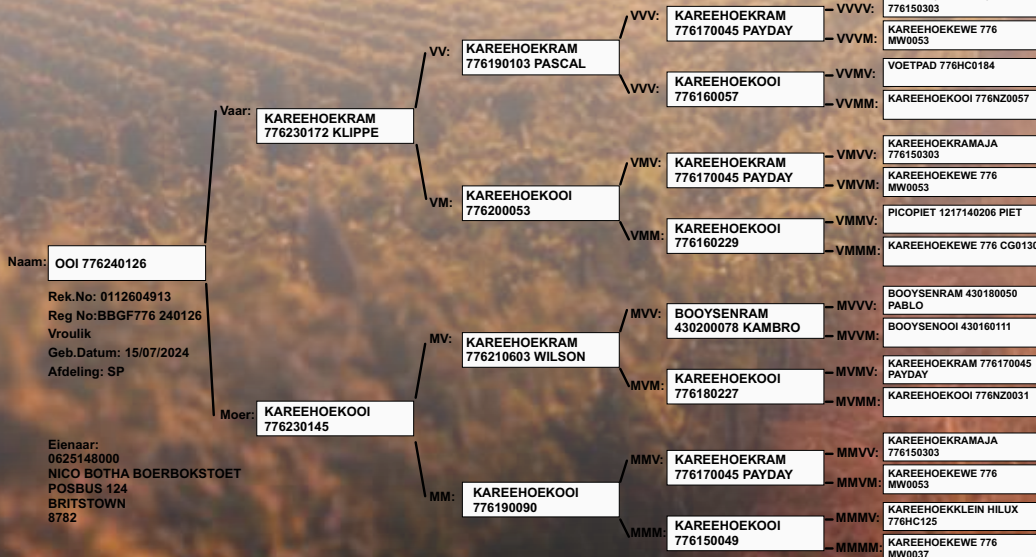 Naam:
OOI 776240126
Rek.No: 0112604913
Reg No:BBGF776 240126
Vroulik
Geb.Datum: 15/07/2024
Afdeling: SP
Eienaar:
0625148000
NICO BOTHA BOERBOKSTOET
POSBUS 124
BRITSTOWN
8782
Vaar:
KAREEHOEKRAM
776230172 KLIPPE
Moer:
KAREEHOEKOOI
776230145
VV:
KAREEHOEKRAM
776190103 PASCAL
VM:
KAREEHOEKOOI
776200053
MV:
KAREEHOEKRAM
776210603 WILSON
MM:
KAREEHOEKOOI
776190090
VVV:
KAREEHOEKRAM
776170045 PAYDAY
VVV:
KAREEHOEKOOI
776160057
VMV:
KAREEHOEKRAM
776170045 PAYDAY
VMM:
KAREEHOEKOOI
776160229
MVV:
BOOYSENRAM
430200078 KAMBRO
MVM:
KAREEHOEKOOI
776180227
MMV:
KAREEHOEKRAM
776170045 PAYDAY
MMM:
KAREEHOEKOOI
776150049
VVVV:
776150303
VVVM:
KAREEHOEKEWE 776
MW0053
VVMV:
VOETPAD 776HC0184
VVMM:
KAREEHOEKOOI 776NZ0057
VMVV:
KAREEHOEKRAMAJA
776150303
VMVM:
KAREEHOEKEWE 776
MW0053
VMMV:
PICOPIET 1217140206 PIET
VMMM:
KAREEHOEKEWE 776 CG0130
MVVV:
BOOYSENRAM 430180050
PABLO
MVVM:
BOOYSENOOI 430160111
MVMV:
KAREEHOEKRAM 776170045
PAYDAY
MVMM:
KAREEHOEKOOI 776NZ0031
MMVV:
KAREEHOEKRAMAJA
776150303
MMVM:
KAREEHOEKEWE 776
MW0053
MMMV:
KAREEHOEKKLEIN HILUX
776HC125
MMMM:
KAREEHOEKEWE 776
MW0037